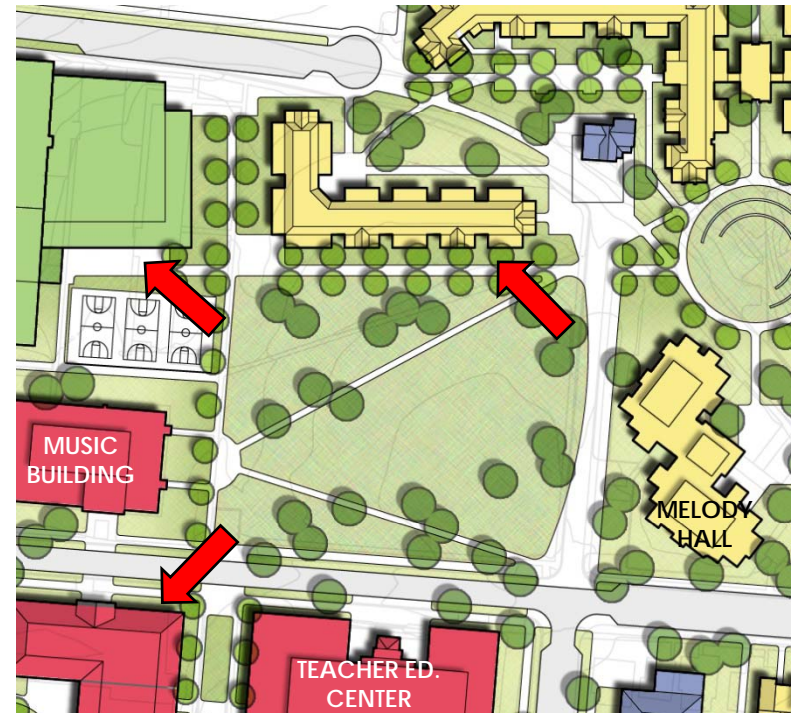 MUSIC
BUILDING
MELODY
HALL
TEACHER ED.
CENTER